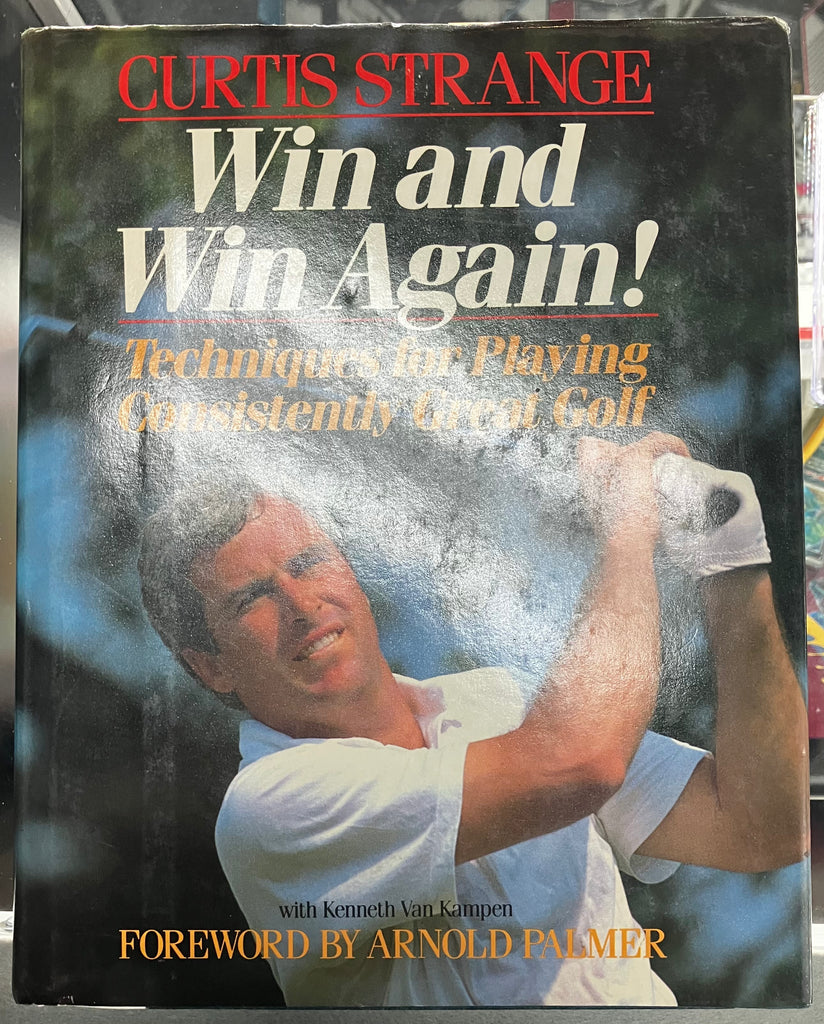 CURTIS STRANGE
Win and
Win Again!
Techniques for Playing
Consistently Great Golf
with Kenneth Van Kampen
FOREWORD BY ARNOLD PALMER